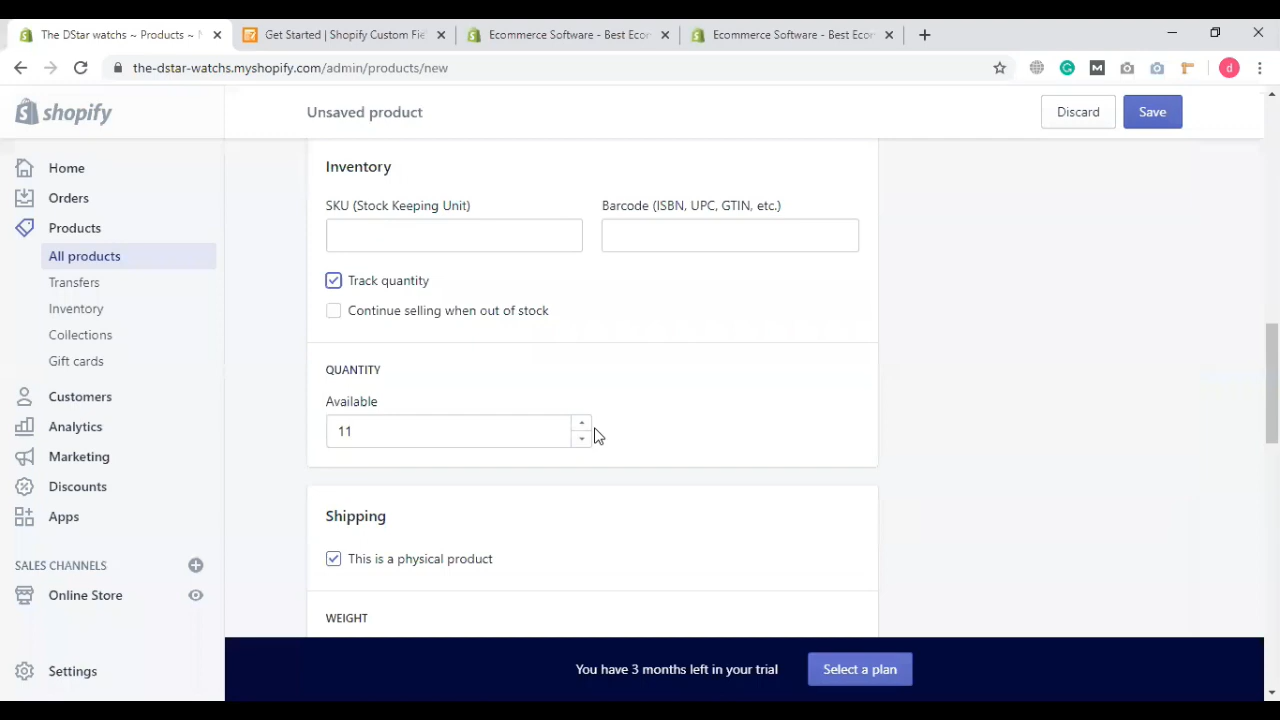 The DStar watchs ~ Products ~ N
Get Started | Shopify Custom Fie
Ecommerce Software - Best Econ
Ecommerce Software - Best Econ
the-dstar-watchs.myshopify.com/admin/products/new
M
d
shopify
Unsaved product
Discard
Save
Home
Orders
Products
All products
Transfers
Inventory
Collections
Gift cards
Customers
Analytics
Marketing
Discounts
Apps
SALES CHANNELS
Online Store
Settings
Inventory
SKU (Stock Keeping Unit)
Barcode (ISBN, UPC, GTIN, etc.)
Track quantity
Continue selling when out of stock
QUANTITY
Available
11
Shipping
This is a physical product
WEIGHT
You have 3 months left in your trial
Select a plan